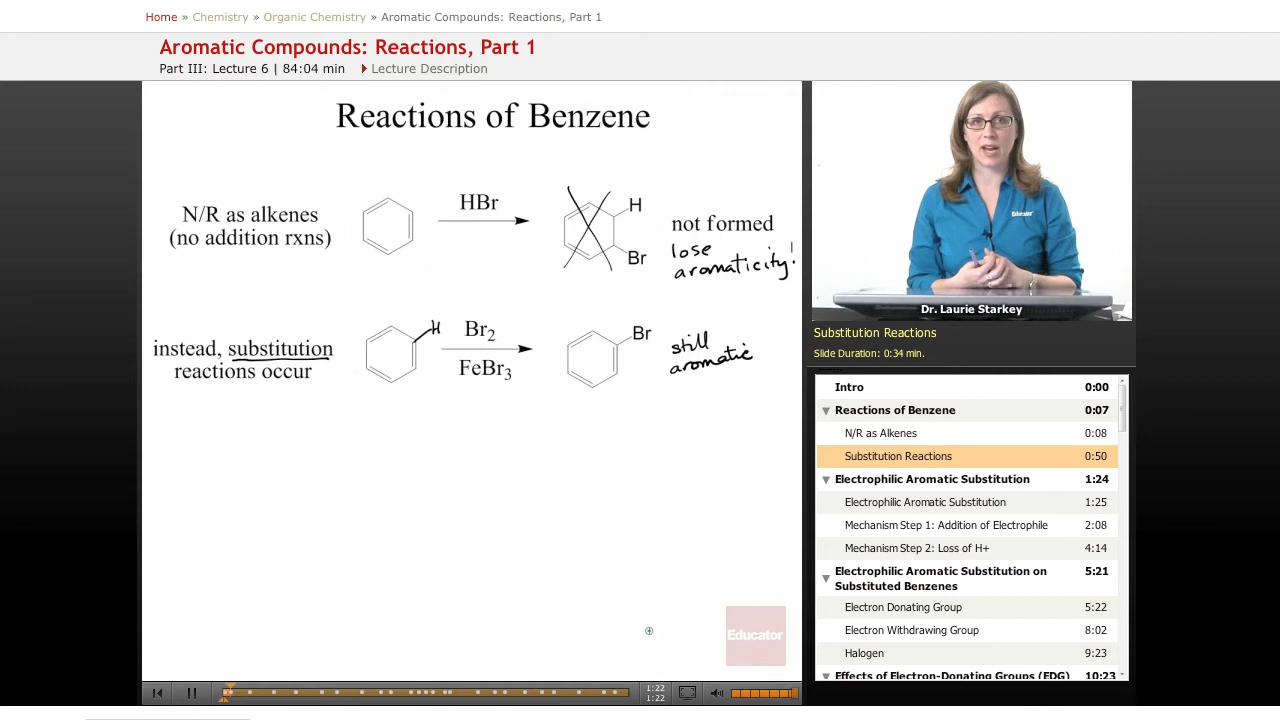 Home » Chemistry » Organic Chemistry » Aromatic Compounds: Reactions, Part 1
Aromatic Compounds: Reactions, Part 1
Part III: Lecture 6 | 84:04 min Lecture Description
Reactions of Benzene
N/R as alkenes
(no addition rxns)
HBr
H
Br
not formed
lose
aromaticity!
instead, substitution
reactions occur
H
Br2
FeBr3
Br
still
aromatic
Educator
1:22
1:22
Educator
Dr. Laurie Starkey
Substitution Reactions
Slide Duration: 0:34 min.
Intro 0:00
Reactions of Benzene 0:07
N/R as Alkenes 0:08
Substitution Reactions 0:50
Electrophilic Aromatic Substitution 1:24
Electrophilic Aromatic Substitution 1:25
Mechanism Step 1: Addition of Electrophile 2:08
Mechanism Step 2: Loss of H+ 4:14
Electrophilic Aromatic Substitution on 5:21
Substituted Benzenes
Electron Donating Group 5:22
Electron Withdrawing Group 8:02
Halogen 9:23
Effects of Electron-Donating Groups (EDG) 10:23